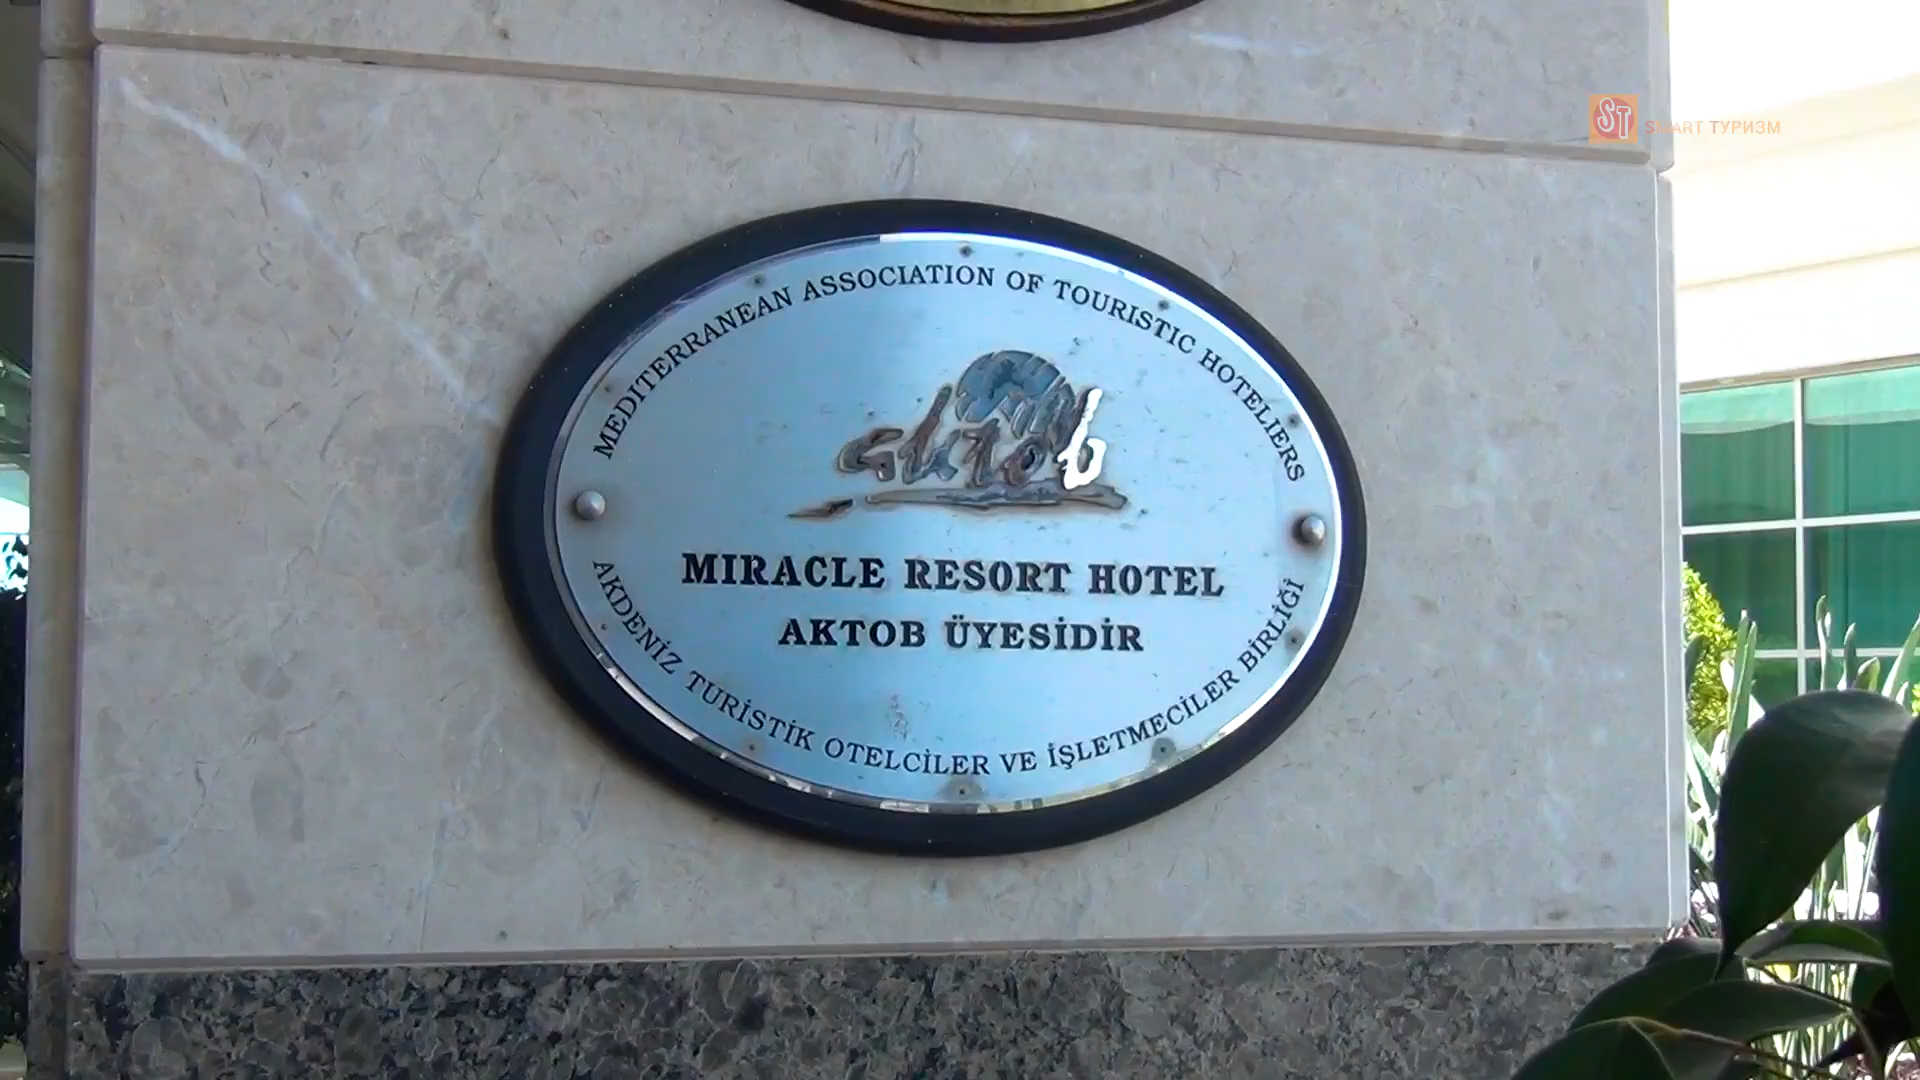 ST SMART ТУРИЗМ
MEDITERRANEAN ASSOCIATION OF TOURISTIC HOTELIERS
aktob
MIRACLE RESORT HOTEL
AKTOB ÜYESİDİR
AKDENİZ TURİSTİK OTELCİLER VE İŞLETMECİLER BİRLİĞİ